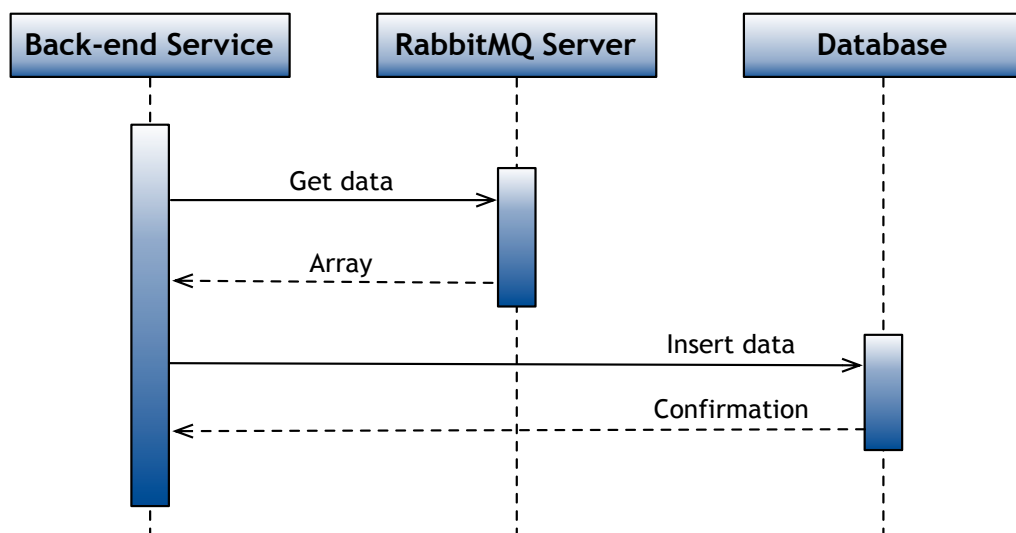 Back-end Service
RabbitMQ Server
Database
Get data
Array
Insert data
Confirmation